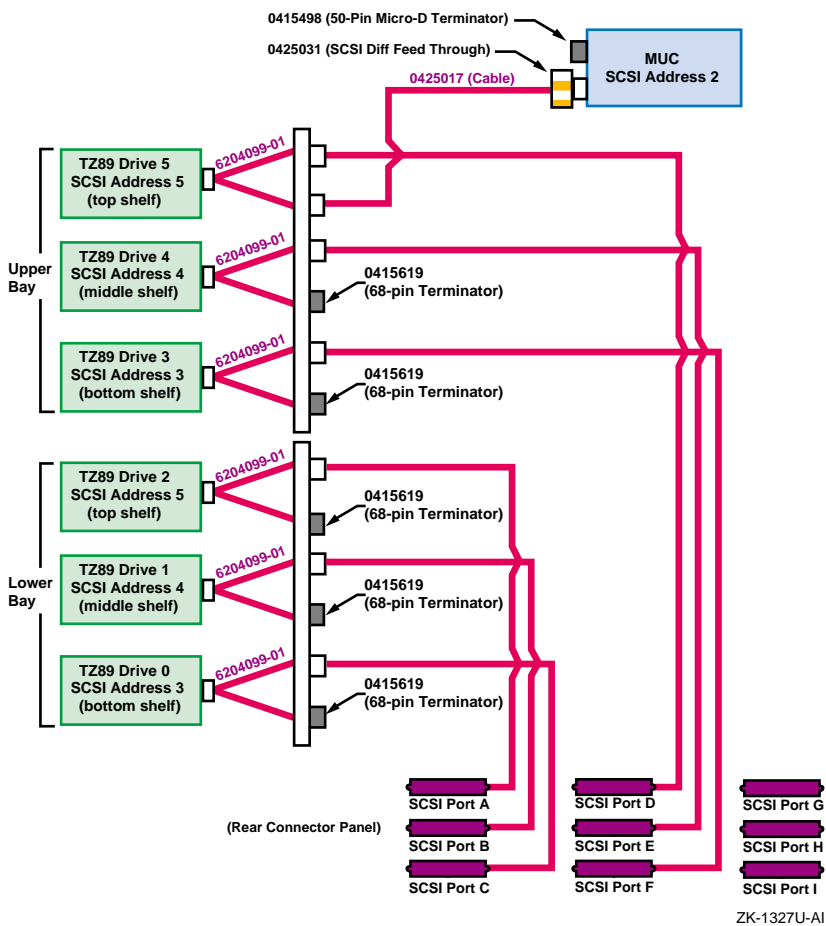 0415498 (50-Pin Micro-D Terminator)
0425031 (SCSI Diff Feed Through)
0425017 (Cable)
MUC
SCSI Address 2
Upper
Bay
TZ89 Drive 5
SCSI Address 5
(top shelf)
6204099-01
TZ89 Drive 4
SCSI Address 4
(middle shelf)
6204099-01
0415619
(68-pin Terminator)
TZ89 Drive 3
SCSI Address 3
(bottom shelf)
6204099-01
0415619
(68-pin Terminator)
Lower
Bay
TZ89 Drive 2
SCSI Address 5
(top shelf)
6204099-01
0415619
(68-pin Terminator)
TZ89 Drive 1
SCSI Address 4
(middle shelf)
6204099-01
0415619
(68-pin Terminator)
TZ89 Drive 0
SCSI Address 3
(bottom shelf)
6204099-01
0415619
(68-pin Terminator)
(Rear Connector Panel)
SCSI Port A
SCSI Port B
SCSI Port C
SCSI Port D
SCSI Port E
SCSI Port F
SCSI Port G
SCSI Port H
SCSI Port I
ZK-1327U-AI